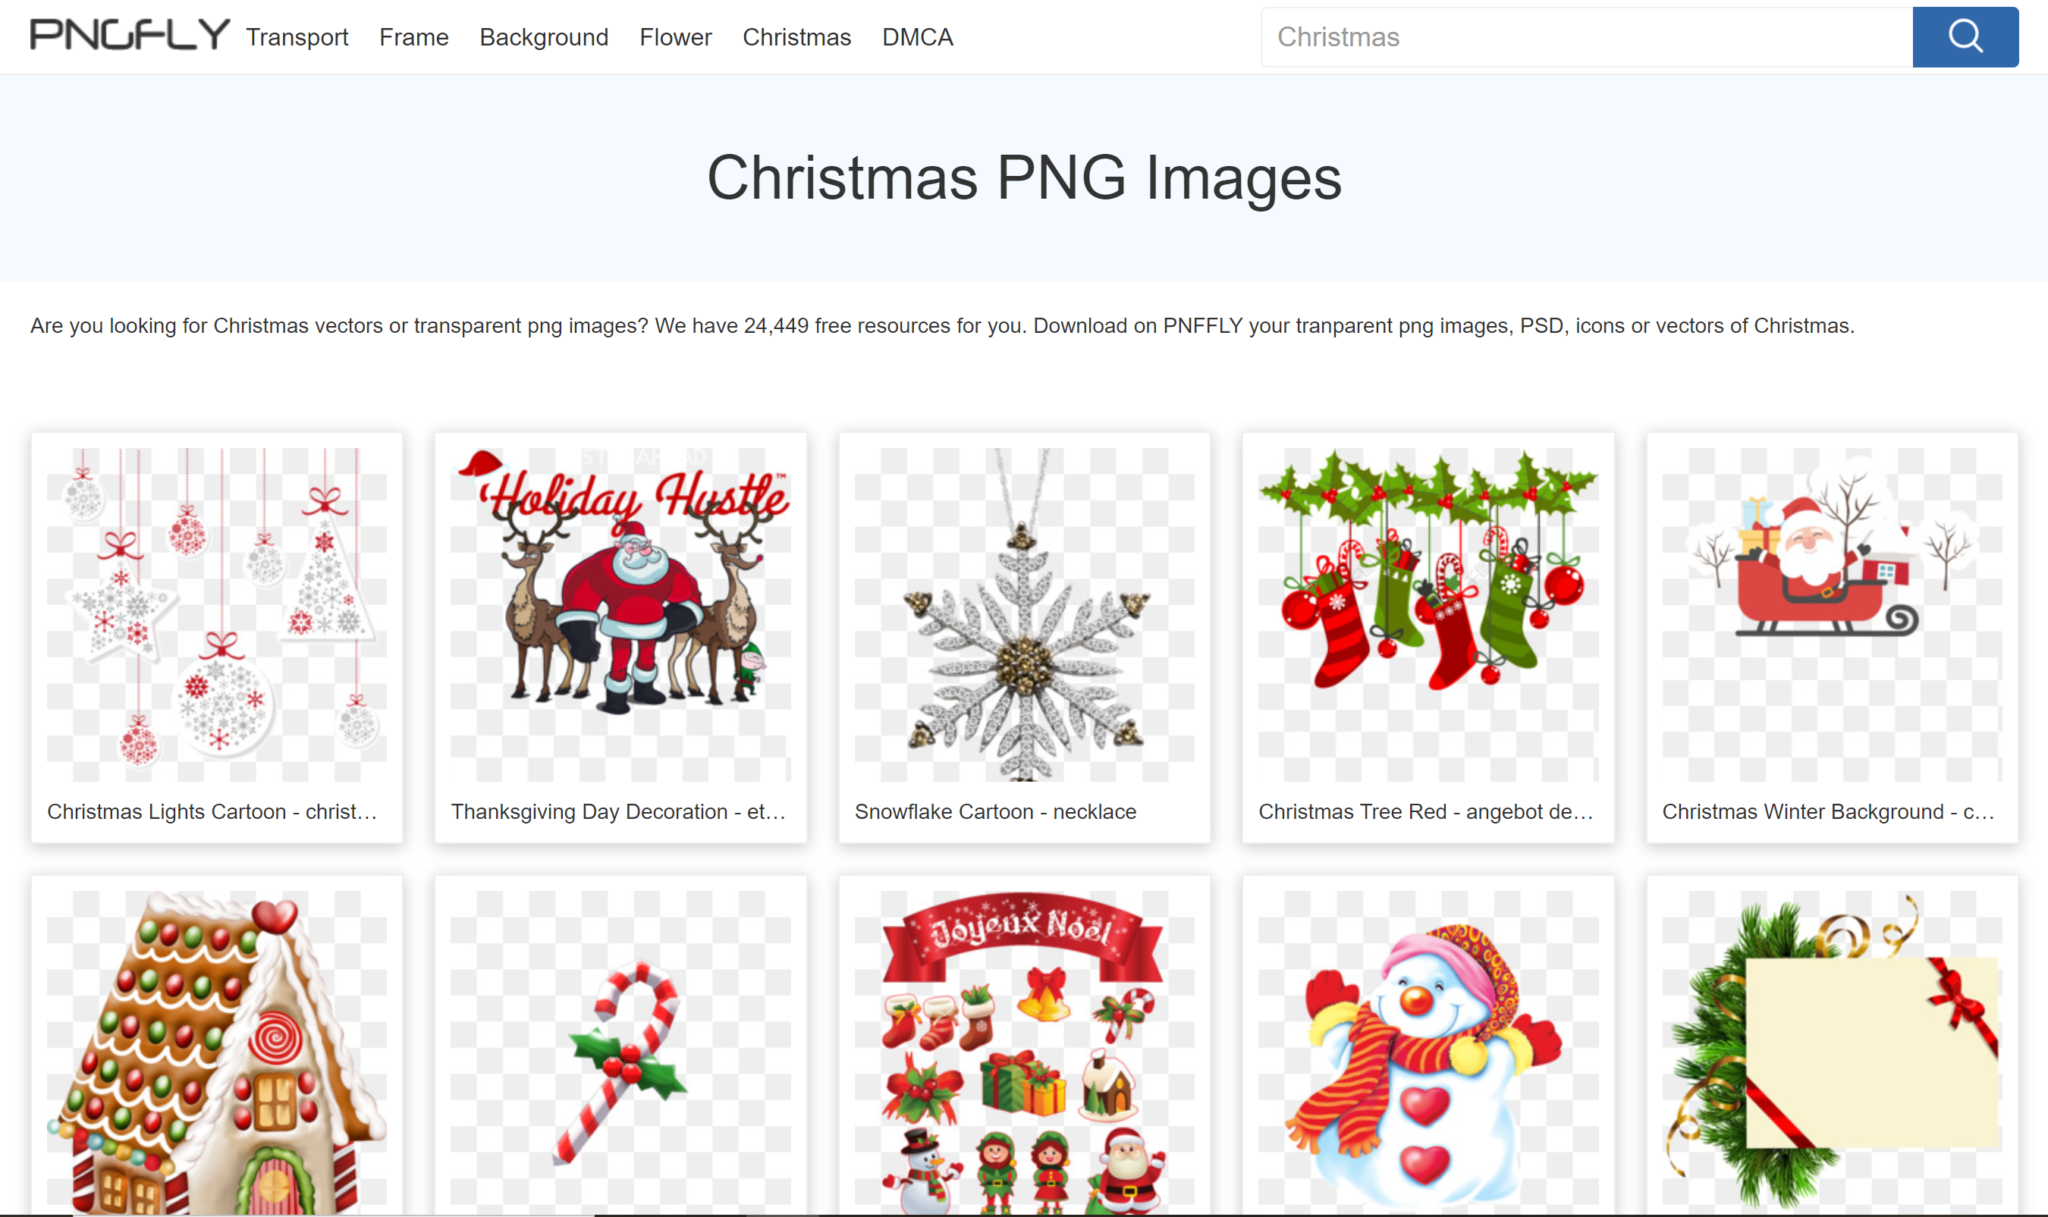 PNGFLY Transport Frame Background Flower Christmas DMCA Christmas
Christmas PNG Images
Are you looking for Christmas vectors or transparent png images? We have 24,449 free resources for you. Download on PNFFLY your tranparent png images, PSD, icons or vectors of Christmas.
Holiday Hustle™
Christmas Lights Cartoon - christ...
Thanksgiving Day Decoration - et...
Snowflake Cartoon - necklace
Christmas Tree Red - angebot de...
Christmas Winter Background - c...
Joyeux Noël